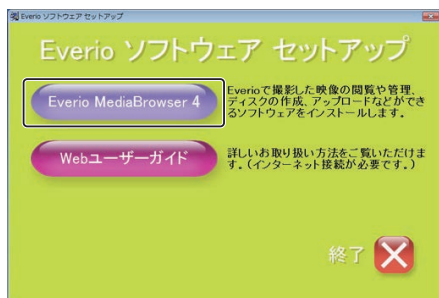 Everio ソフトウェア セットアップ
Everio ソフトウェア セットアップ
Everio MediaBrowser 4
Everioで撮影した映像の閲覧や管理、
ディスクの作成、アップロードなどができ
るソフトウェアをインストールします。
Webユーザーガイド
詳しいお取り扱い方法をご覧いただけま
す。(インターネット接続が必要です。)
終了